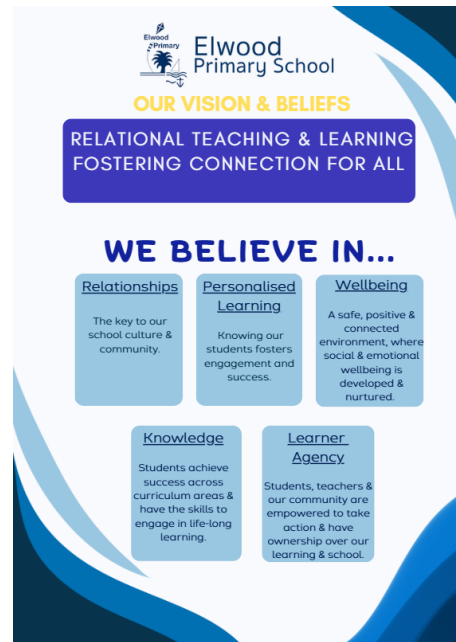 Elwood
Primary
Elwood
Primary School
OUR VISION & BELIEFS
RELATIONAL TEACHING & LEARNING
FOSTERING CONNECTION FOR ALL
WE BELIEVE IN...
Relationships
The key to our
school culture &
community.
Personalised
Learning
Knowing our
students fosters
engagement and
success.
Wellbeing
A safe, positive &
connected
environment, where
social & emotional
wellbeing is
developed &
nurtured.
Knowledge
Students achieve
success across
curriculum areas &
have the skills to
engage in life-long
learning.
Learner
Agency
Students, teachers &
our community are
empowered to take
action & have
ownership over our
learning & school.